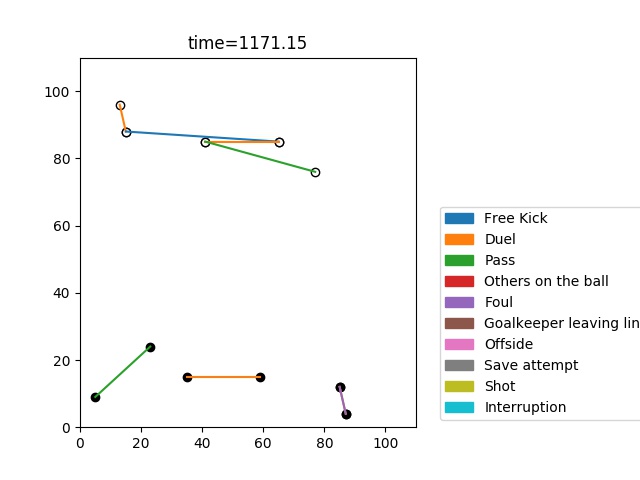 time=1171.15
100
80
60
40
20
0
0 20 40 60 80 100
Free Kick
Duel
Pass
Others on the ball
Foul
Goalkeeper leaving lin
Offside
Save attempt
Shot
Interruption